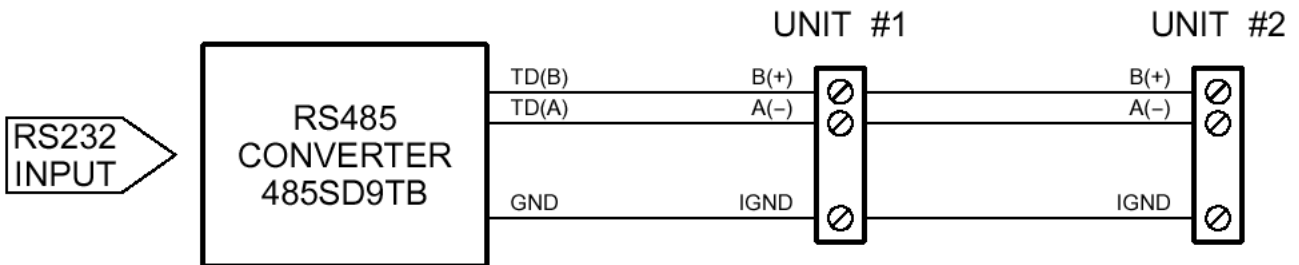 UNIT #1
UNIT #2
TD(B)
B(+)
B(+)
TD(A)
A(−)
A(−)
RS232
INPUT
RS485
CONVERTER
485SD9TB
GND
IGND
IGND